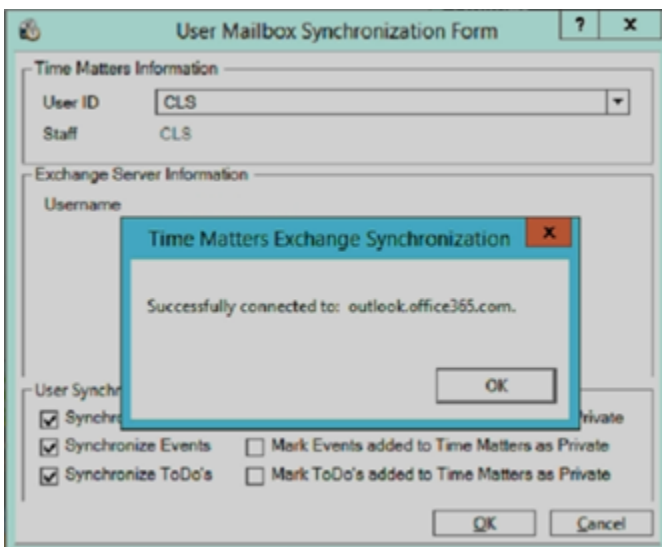 User Mailbox Synchronization Form
? x
Time Matters Information
User ID CLS
Staff CLS
Exchange Server Information
Username
Time Matters Exchange Synchronization x
Successfully connected to: outlook.office365.com.
OK
User Synchr
Synchro Private
Synchronize Events Mark Events added to Time Matters as Private
Synchronize ToDo's Mark ToDo's added to Time Matters as Private
OK Cancel